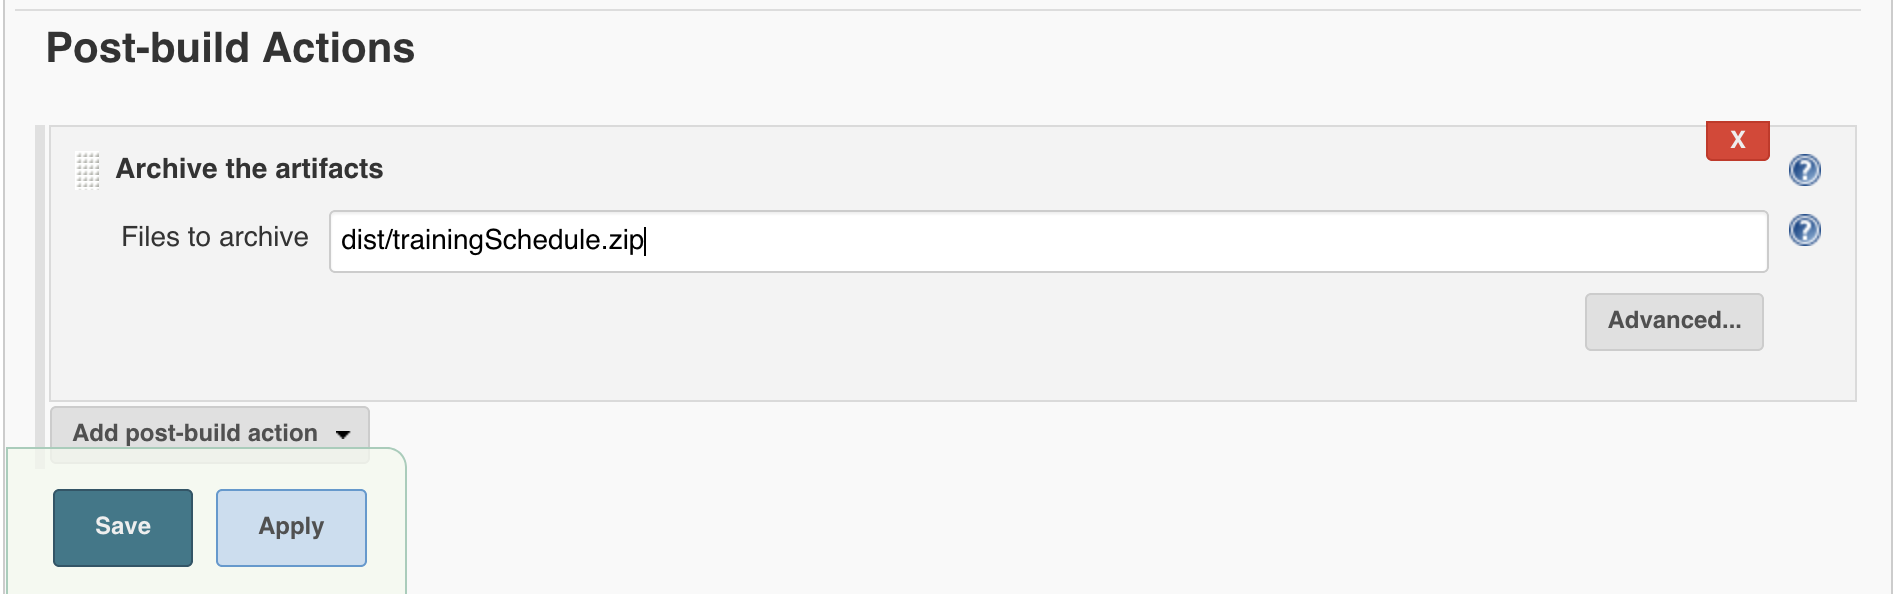 Post-build Actions
X
Archive the artifacts
?
Files to archive dist/trainingSchedule.zip
?
Advanced...
Add post-build action
Save Apply